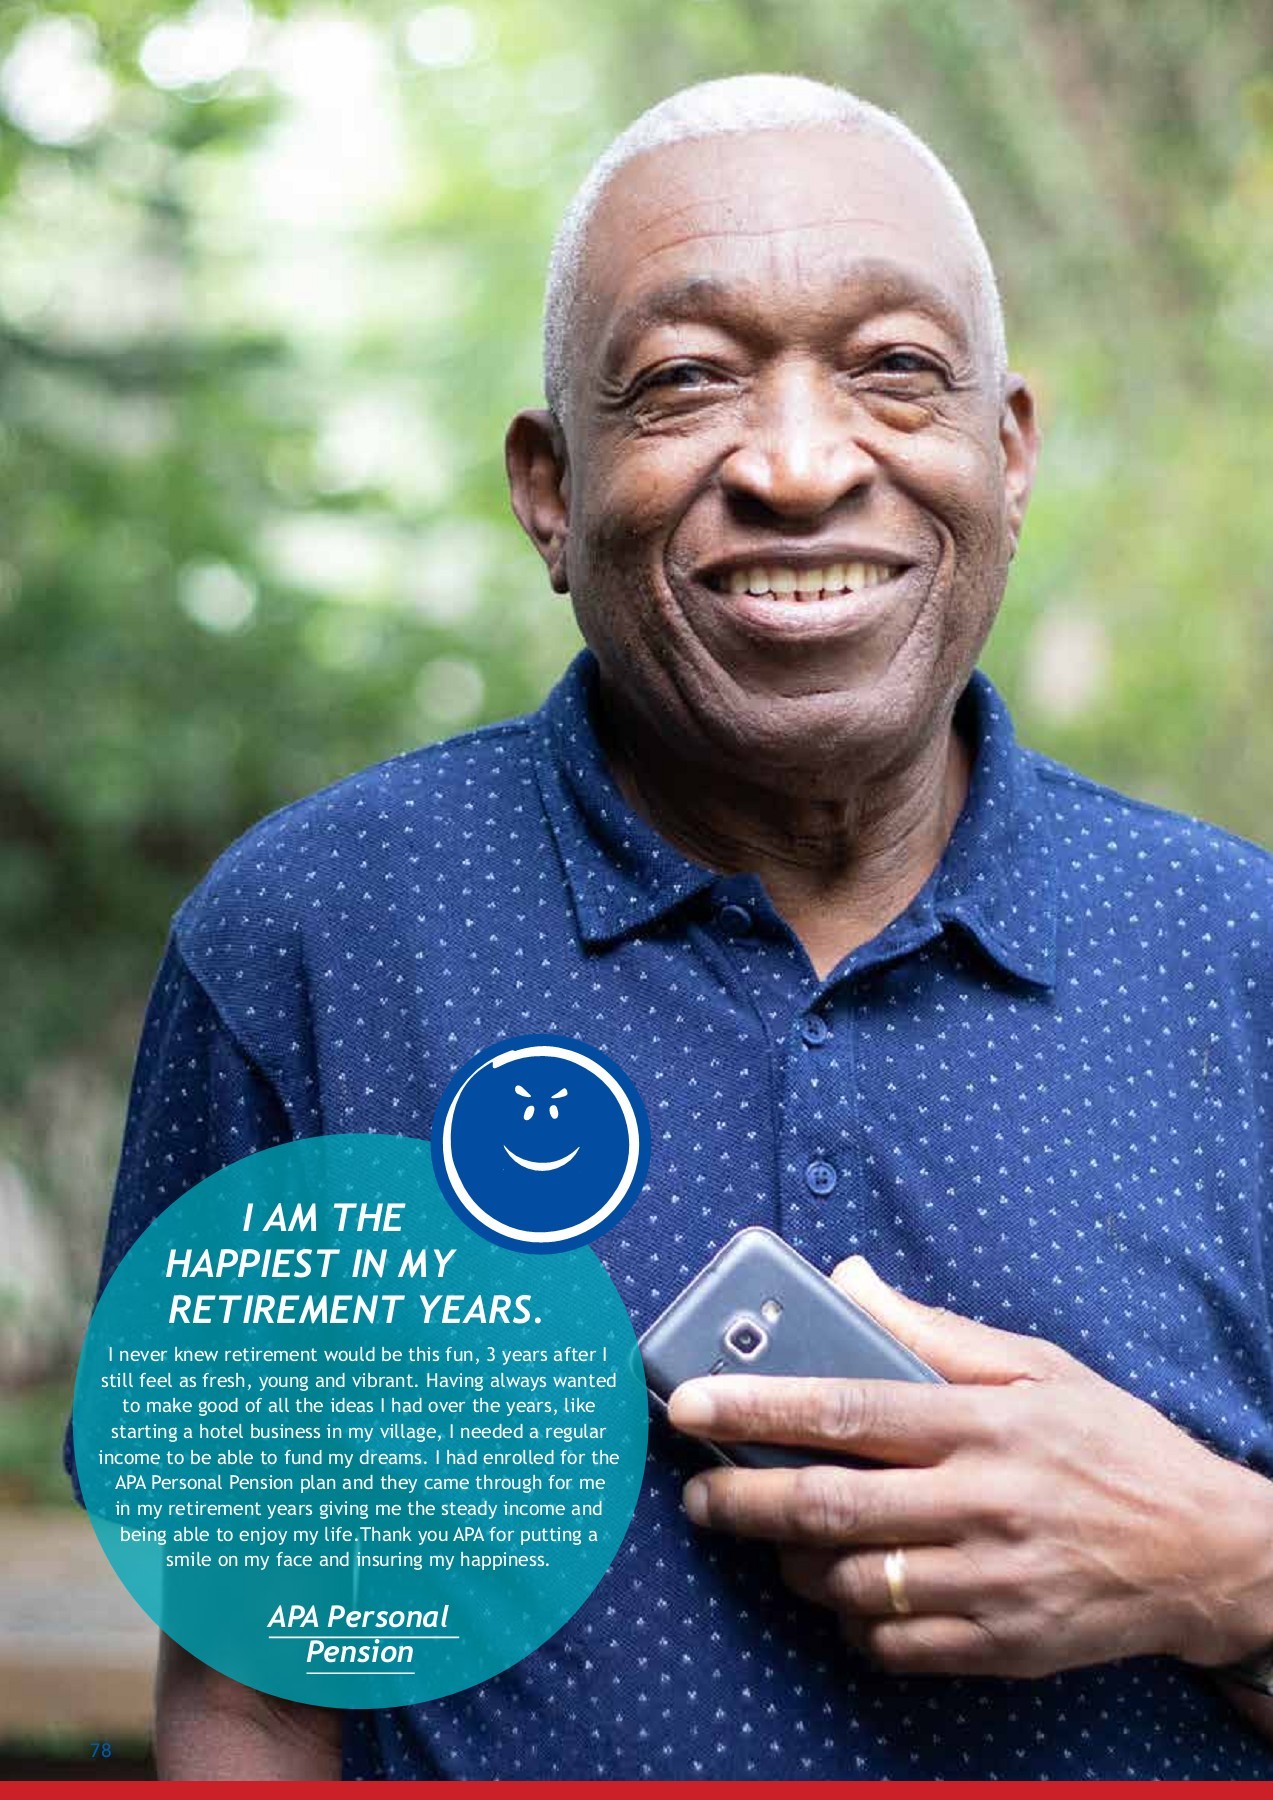 I AM THE
HAPPIEST IN MY
RETIREMENT YEARS.
I never knew retirement would be this fun, 3 years after I
still feel as fresh, young and vibrant. Having always wanted
to make good of all the ideas I had over the years, like
starting a hotel business in my village, I needed a regular
income to be able to fund my dreams. I had enrolled for the
APA Personal Pension plan and they came through for me
in my retirement years giving me the steady income and
being able to enjoy my life.Thank you APA for putting a
smile on my face and insuring my happiness.
APA Personal
Pension
78